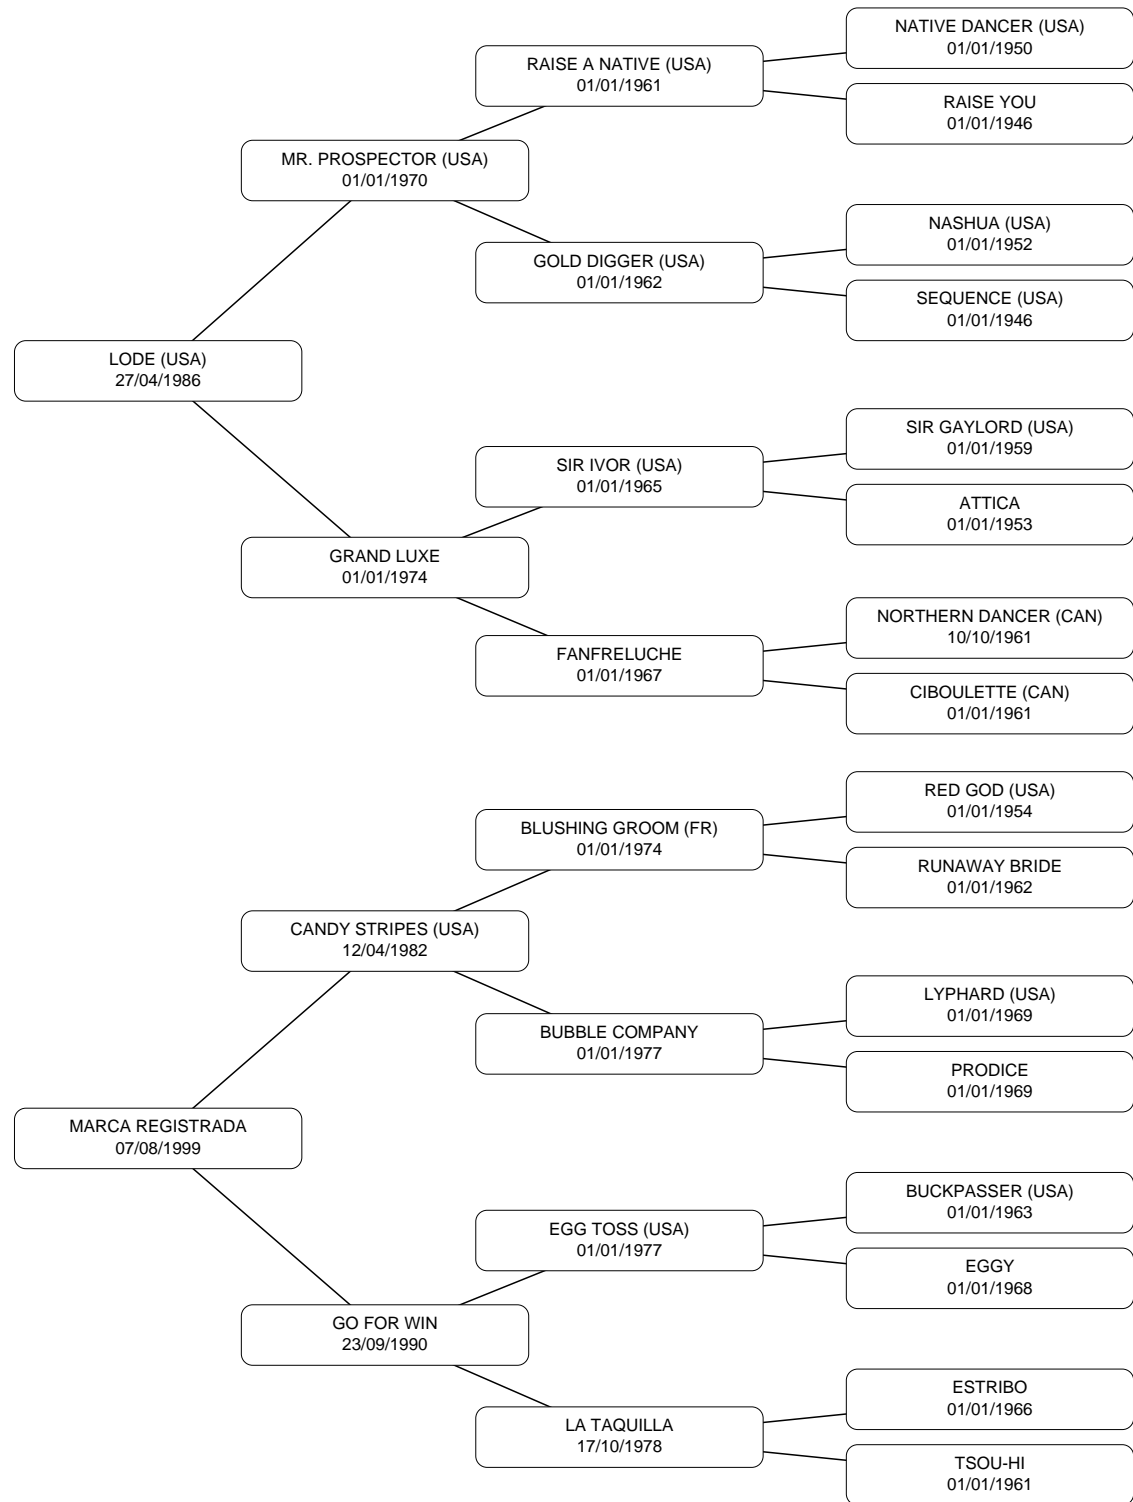 NATIVE DANCER (USA)
01/01/1950
RAISE A NATIVE (USA)
01/01/1961
RAISE YOU
01/01/1946
MR. PROSPECTOR (USA)
01/01/1970
NASHUA (USA)
01/01/1952
GOLD DIGGER (USA)
01/01/1962
SEQUENCE (USA)
01/01/1946
LODE (USA)
27/04/1986
SIR GAYLORD (USA)
01/01/1959
SIR IVOR (USA)
01/01/1965
ATTICA
01/01/1953
GRAND LUXE
01/01/1974
NORTHERN DANCER (CAN)
10/10/1961
FANFRELUCHE
01/01/1967
CIBOULETTE (CAN)
01/01/1961
RED GOD (USA)
01/01/1954
BLUSHING GROOM (FR)
01/01/1974
RUNAWAY BRIDE
01/01/1962
CANDY STRIPES (USA)
12/04/1982
LYPHARD (USA)
01/01/1969
BUBBLE COMPANY
01/01/1977
PRODICE
01/01/1969
MARCA REGISTRADA
07/08/1999
BUCKPASSER (USA)
01/01/1963
EGG TOSS (USA)
01/01/1977
EGGY
01/01/1968
GO FOR WIN
23/09/1990
ESTRIBO
01/01/1966
LA TAQUILLA
17/10/1978
TSOU-HI
01/01/1961